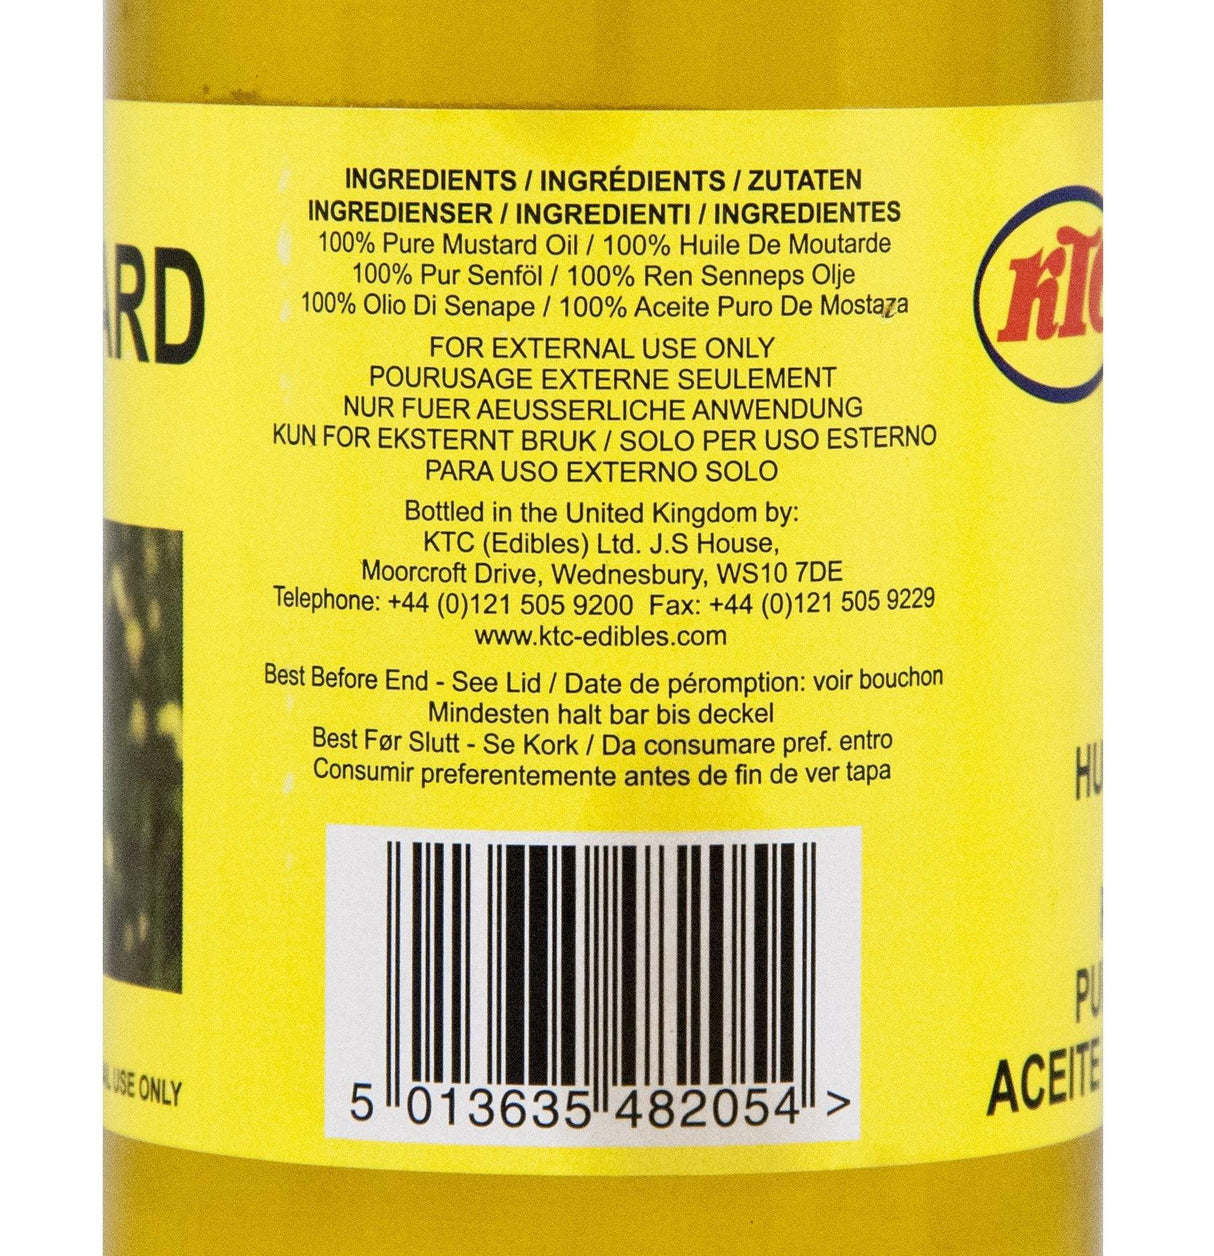 INGREDIENTS / INGRÉDIENTS / ZUTATEN
INGREDIENSER / INGREDIENTI / INGREDIENTES
100% Pure Mustard Oil / 100% Huile De Moutarde
100% Pur Senföl / 100% Ren Senneps Olje
100% Olio Di Senape / 100% Aceite Puro De Mostaza
FOR EXTERNAL USE ONLY
POURUSAGE EXTERNE SEULEMENT
NUR FUER AEUSSERLICHE ANWENDUNG
KUN FOR EKSTERNT BRUK / SOLO PER USO ESTERNO
PARA USO EXTERNO SOLO
Bottled in the United Kingdom by:
KTC (Edibles) Ltd. J.S House,
Moorcroft Drive, Wednesbury, WS10 7DE
Telephone: +44 (0)121 505 9200 Fax: +44 (0)121 505 9229
www.ktc-edibles.com
Best Before End - See Lid / Date de péromption: voir bouchon
Mindesten halt bar bis deckel
Best Før Slutt - Se Kork / Da consumare pref. entro
Consumir preferentemente antes de fin de ver tapa
5 013635 482054 >
ARD
USE ONLY
KTC
HU
PU
ACEITE